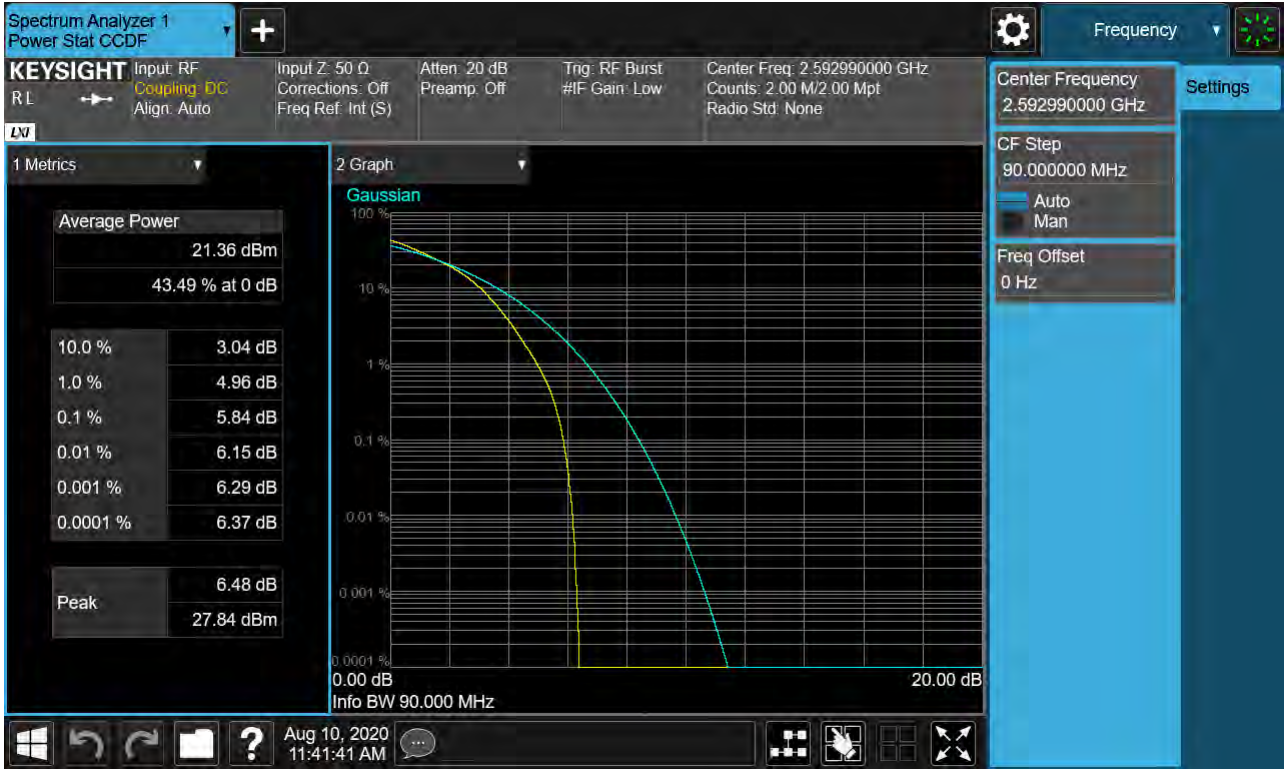 Spectrum Analyzer 1
Power Stat CCDF
Frequency
KEYSIGHT
R L
LXI
Input: RF
Coupling: DC
Align: Auto
Input Z: 50 Ω
Corrections: Off
Freq Ref: Int (S)
Atten: 20 dB
Preamp: Off
Trig: RF Burst
#IF Gain: Low
Center Freq: 2.592990000 GHz
Counts: 2.00 M/2.00 Mpt
Radio Std: None
Center Frequency
2.592990000 GHz
Settings
CF Step
90.000000 MHz
Auto
Man
Freq Offset
0 Hz
1 Metrics
Average Power
21.36 dBm
43.49 % at 0 dB
10.0 % 3.04 dB
1.0 % 4.96 dB
0.1 % 5.84 dB
0.01 % 6.15 dB
0.001 % 6.29 dB
0.0001 % 6.37 dB
Peak
6.48 dB
27.84 dBm
2 Graph
Gaussian
100 %
10 %
1 %
0.1 %
0.01 %
0.001 %
0.0001 %
0.00 dB 20.00 dB
Info BW 90.000 MHz
Aug 10, 2020
11:41:41 AM